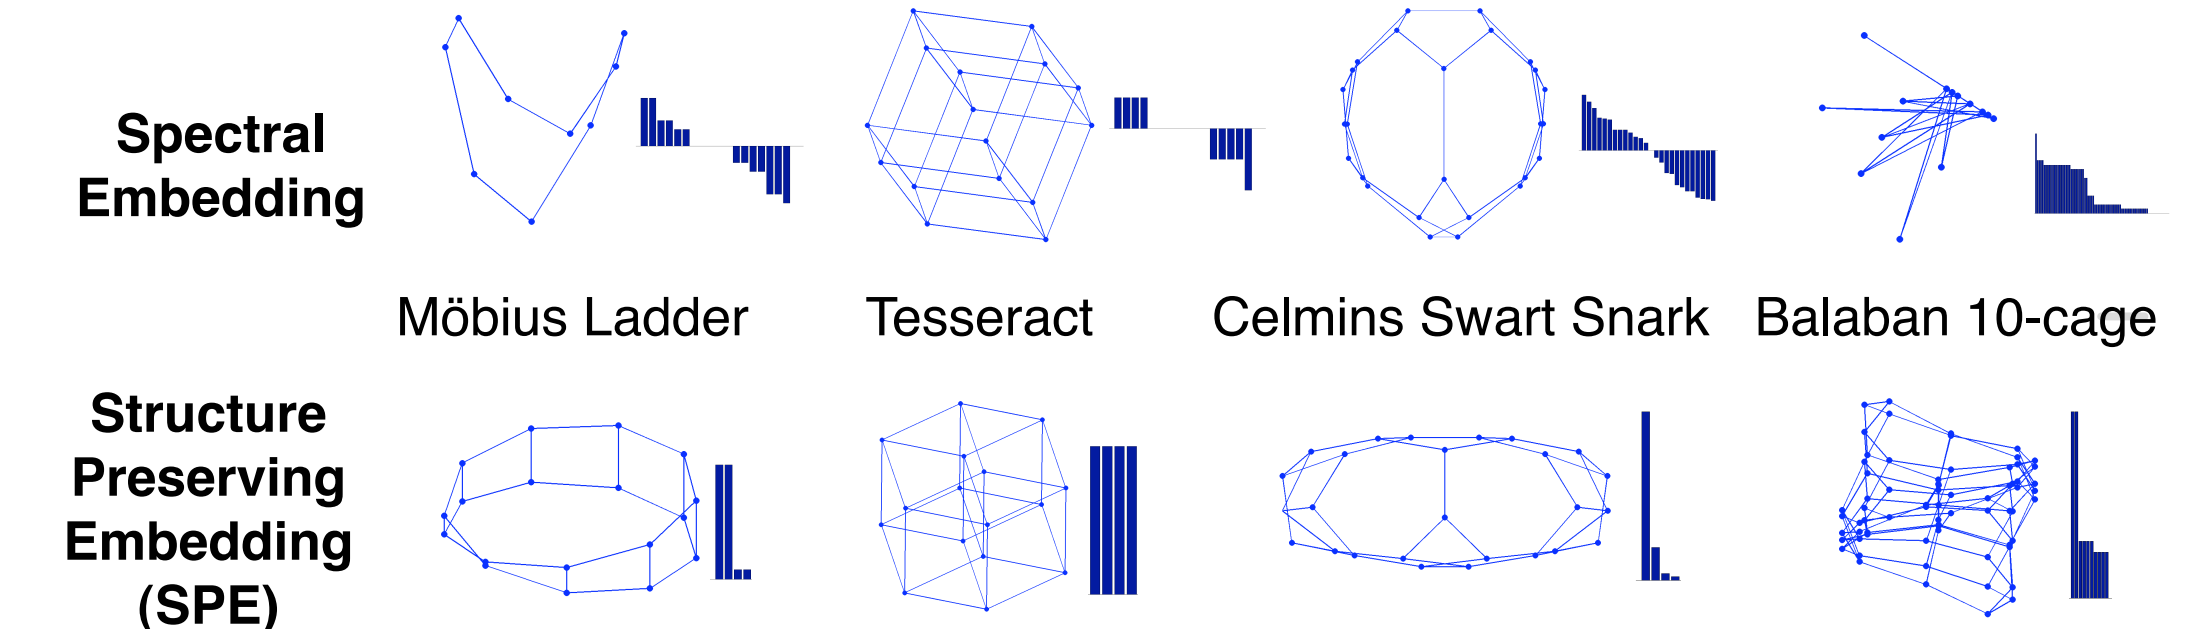 Spectral
Embedding
Möbius Ladder
Tesseract
Celmins Swart Snark
Balaban 10-cage
Structure
Preserving
Embedding
(SPE)